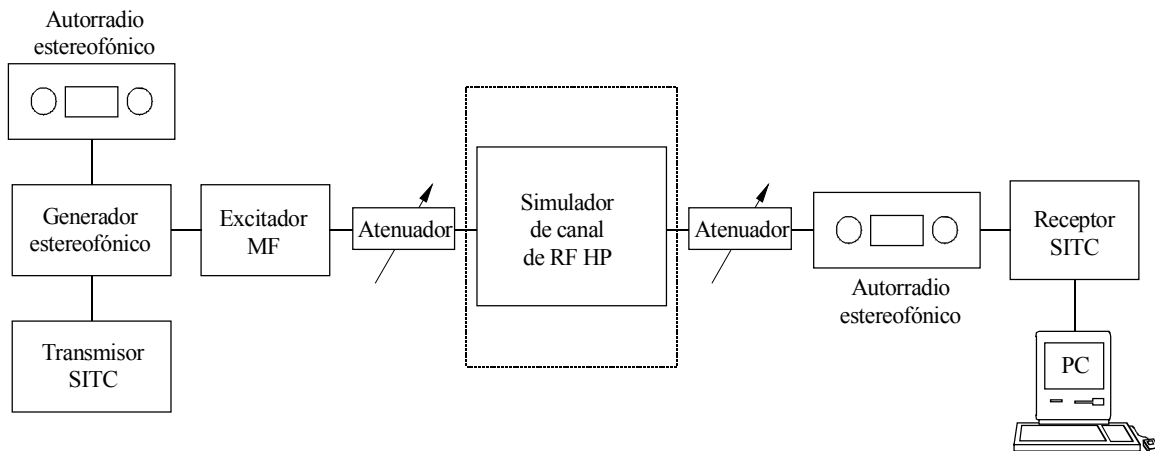 Autorradio
estereofónico
Generador
estereofónico
Transmisor
SITC
Excitador
MF
Atenuador
Simulador
de canal
de RF HP
Atenuador
Autorradio
estereofónico
Receptor
SITC
PC